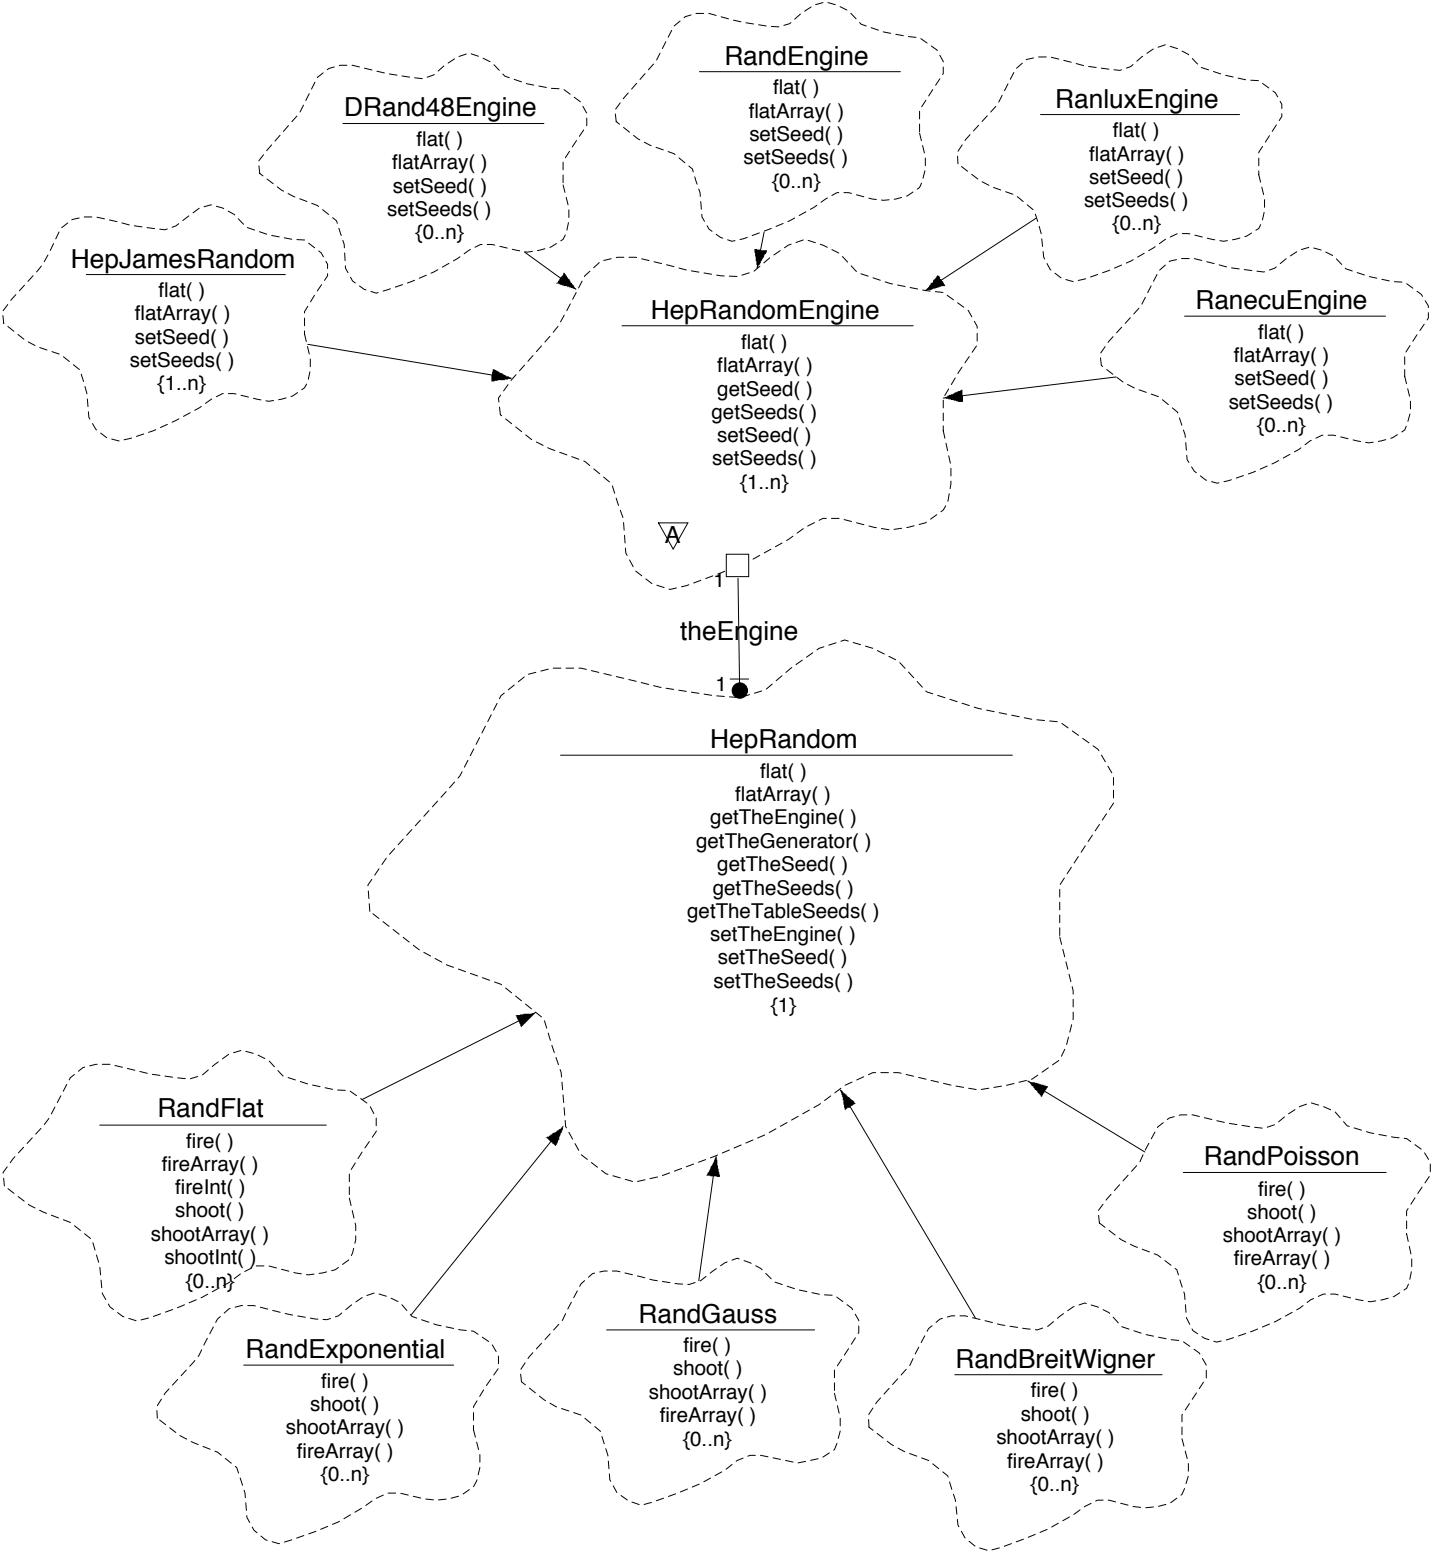 RandEngine
flat( )
flatArray( )
setSeed( )
setSeeds( )
{0..n}
DRand48Engine
flat( )
flatArray( )
setSeed( )
setSeeds( )
{0..n}
RanluxEngine
flat( )
flatArray( )
setSeed( )
setSeeds( )
{0..n}
HepJamesRandom
flat( )
flatArray( )
setSeed( )
setSeeds( )
{1..n}
HepRandomEngine
flat( )
flatArray( )
getSeed( )
getSeeds( )
setSeed( )
setSeeds( )
{1..n}
A
RanecuEngine
flat( )
flatArray( )
setSeed( )
setSeeds( )
{0..n}
1
theEngine
1
HepRandom
flat( )
flatArray( )
getTheEngine( )
getTheGenerator( )
getTheSeed( )
getTheSeeds( )
getTheTableSeeds( )
setTheEngine( )
setTheSeed( )
setTheSeeds( )
{1}
RandFlat
fire( )
fireArray( )
fireInt( )
shoot( )
shootArray( )
shootInt( )
{0..n}
RandPoisson
fire( )
shoot( )
shootArray( )
fireArray( )
{0..n}
RandExponential
fire( )
shoot( )
shootArray( )
fireArray( )
{0..n}
RandGauss
fire( )
shoot( )
shootArray( )
fireArray( )
{0..n}
RandBreitWigner
fire( )
shoot( )
shootArray( )
fireArray( )
{0..n}